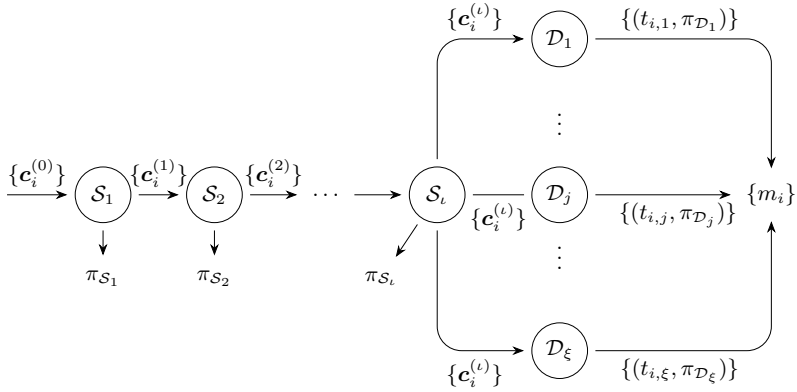 {c_i^{(ι)}} 𝒟_1 {(t_{i,1}, π_{𝒟_1})}
⋮
{c_i^{(0)}} 𝒮_1 {c_i^{(1)}} 𝒮_2 {c_i^{(2)}} ⋯ 𝒮_ι {c_i^{(ι)}} 𝒟_j {(t_{i,j}, π_{𝒟_j})} {m_i}
π_{𝒮_1} π_{𝒮_2} π_{𝒮_ι} ⋮
{c_i^{(ι)}} 𝒟_ξ {(t_{i,ξ}, π_{𝒟_ξ})}